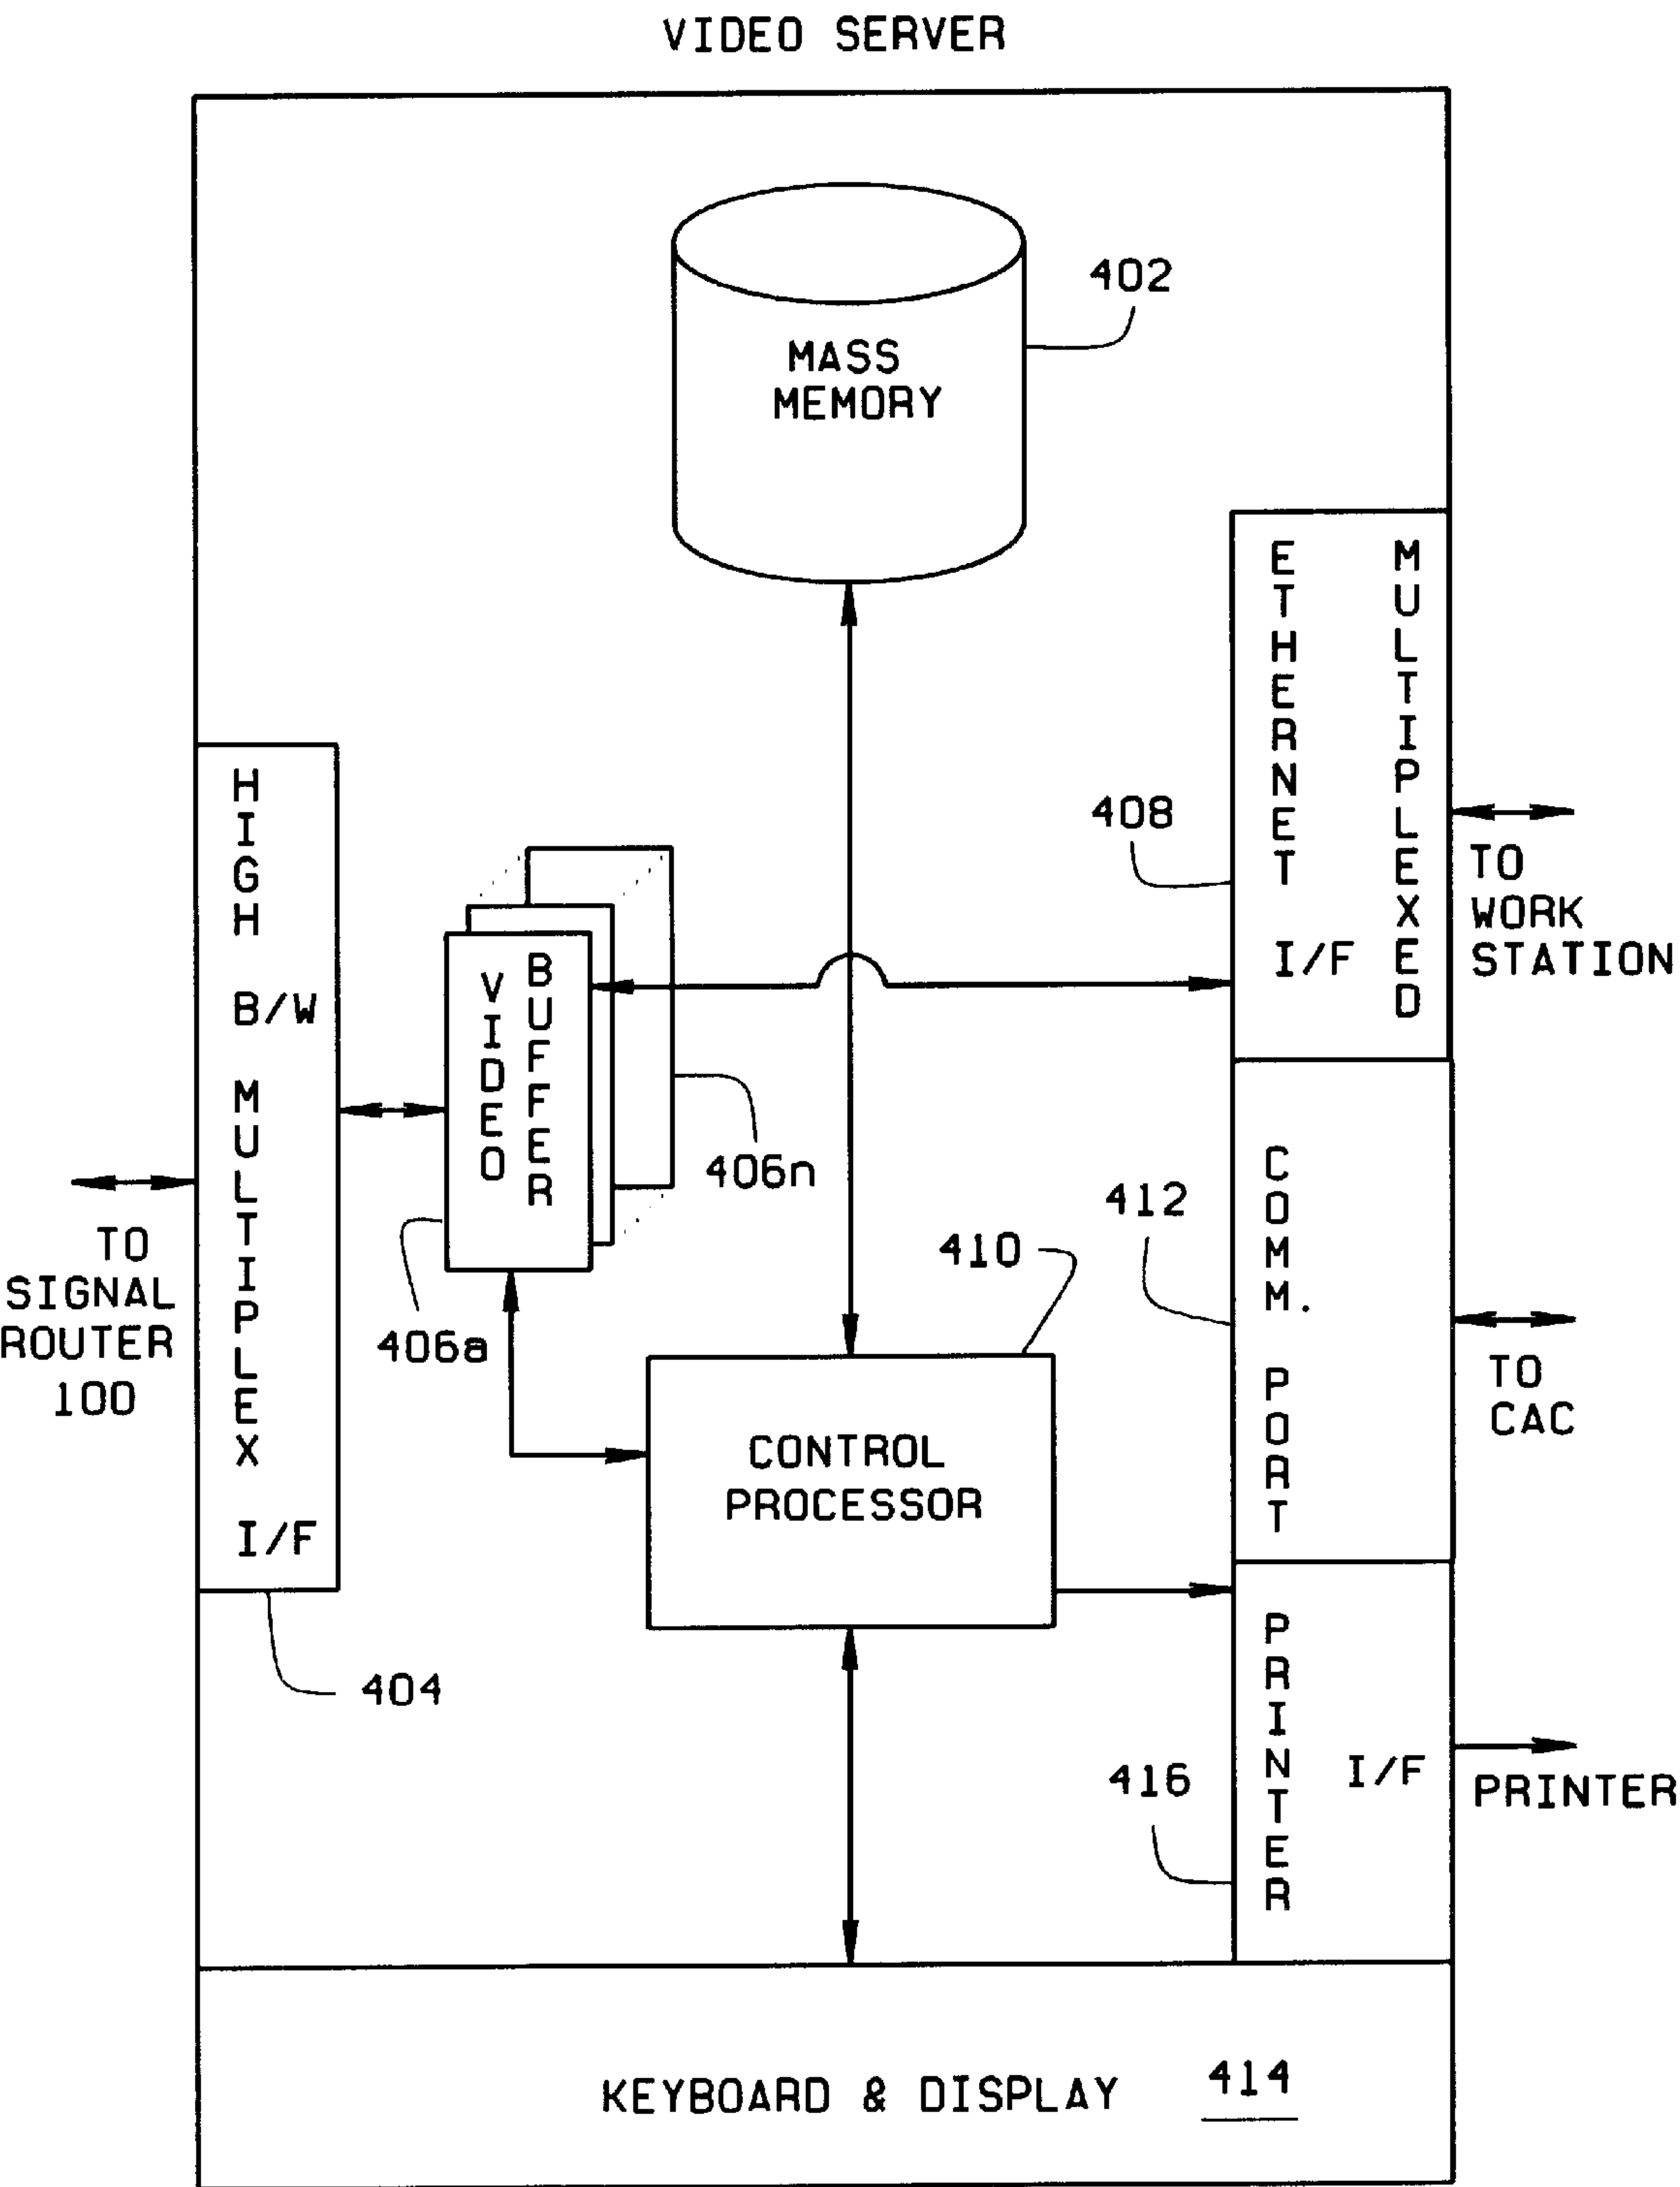 VIDEO SERVER
402
MASS
MEMORY
ETHERNET I/F
MULTIPLEXED
408
TO
WORK
STATION
HIGH B/W MULTIPLEX I/F
VIDEO
BUFFER
406n
406a
TO
SIGNAL
ROUTER
100
410
412
COMM. PORT
TO
CAC
CONTROL
PROCESSOR
404
416
PRINTER
I/F
PRINTER
KEYBOARD & DISPLAY 414